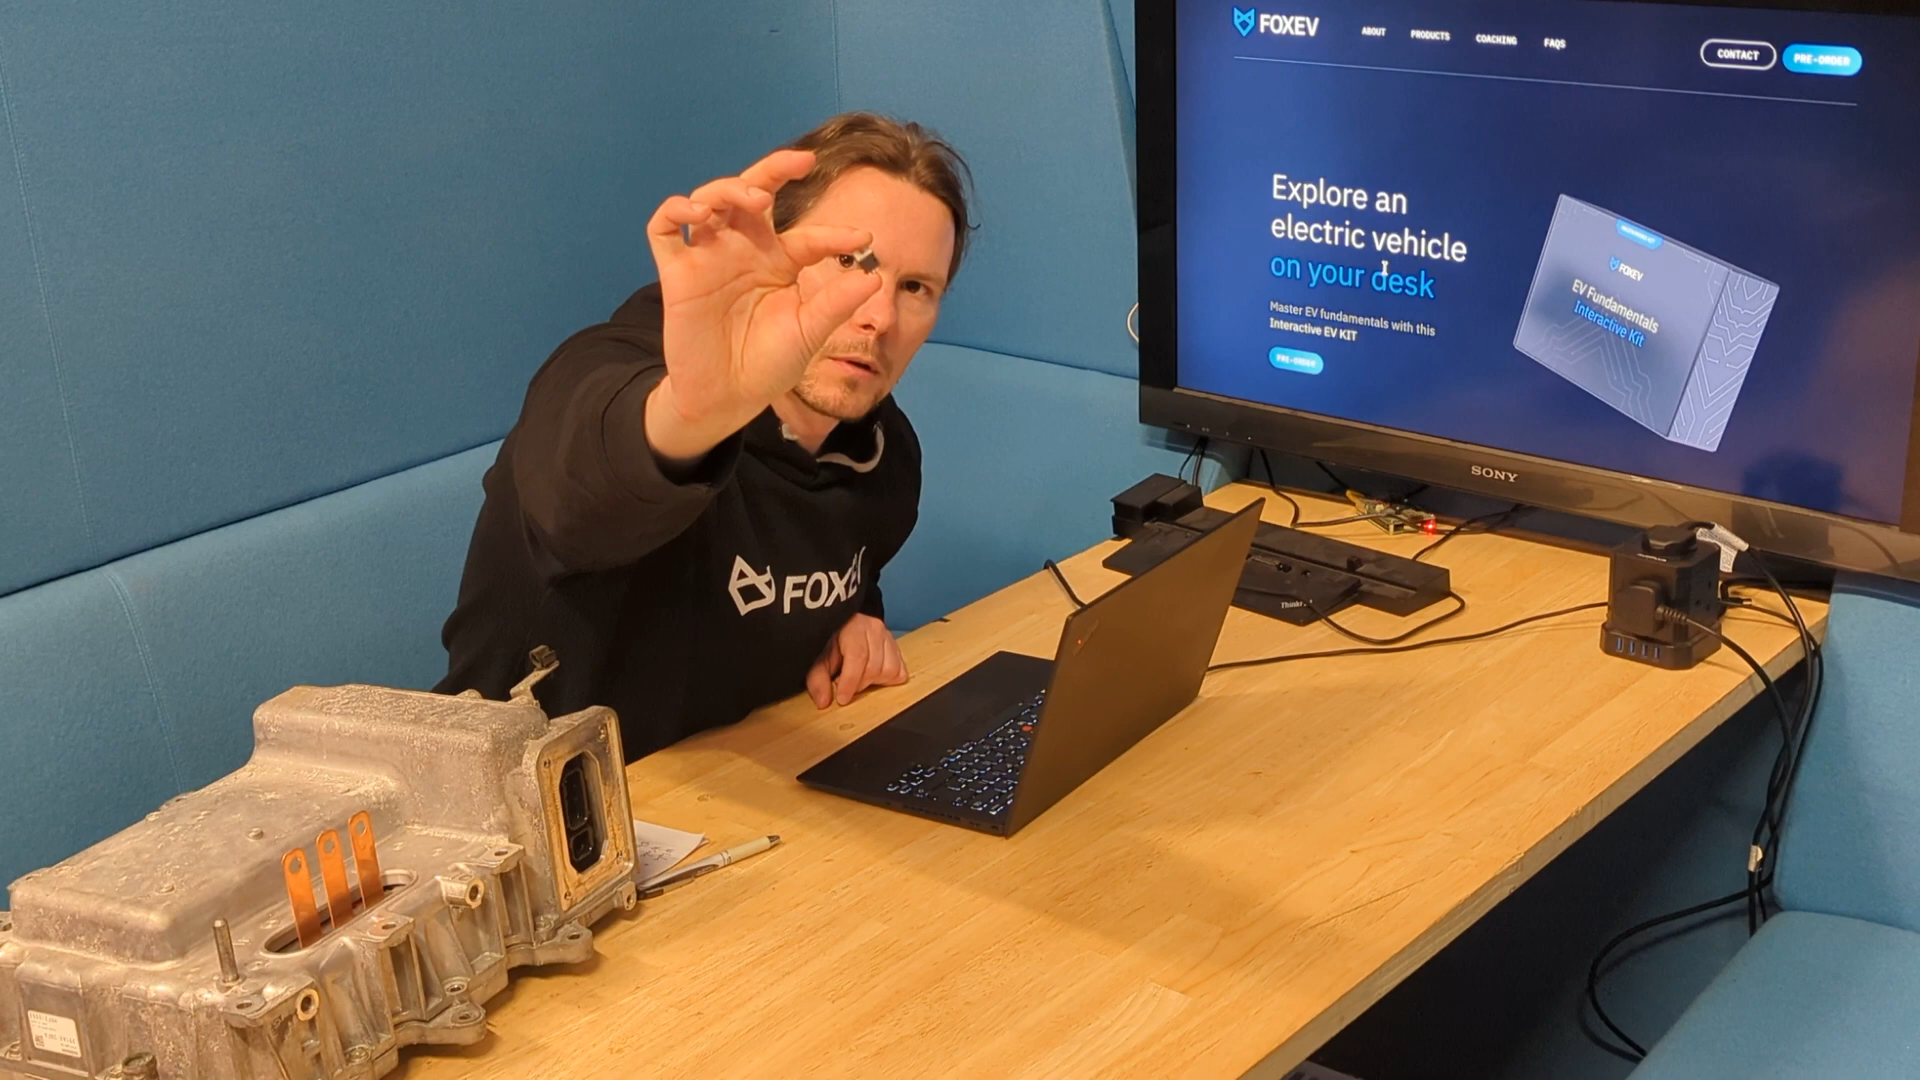 FOXEV
ABOUT
PRODUCTS
COACHING
FAQS
CONTACT
PRE-ORDER
Explore an
electric vehicle
on your desk
Master EV fundamentals with this
Interactive EV KIT
PRE-ORDER
FOXEV
EV Fundamentals
Interactive Kit
SONY
FOXEV